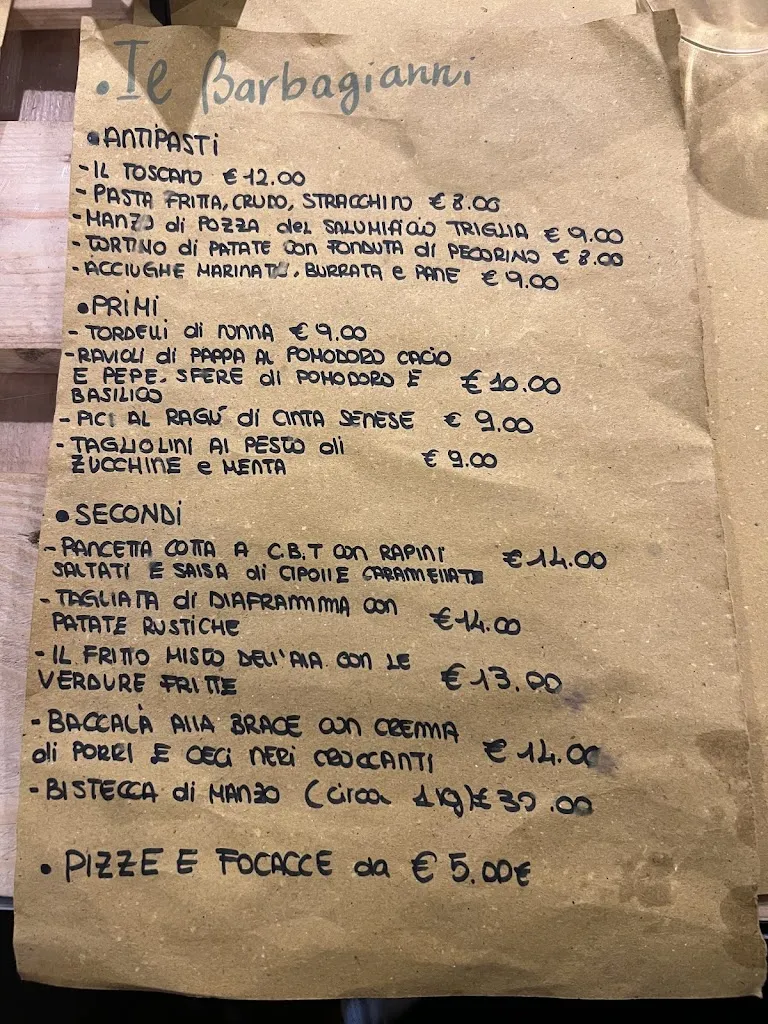 • Il Barbagianni
• ANTIPASTI
- IL TOSCANO € 12.00
- PASTA FRITTA, CRUDO, STRACCHINO € 8.00
- MANZO di POZZA del SALUMIFICIO TRIGLIA € 9.00
- TORTINO di PATATE con FONDUTA di PECORINO € 8.00
- ACCIUGHE MARINATE, BURRATA e PANE € 9.00
• PRIMI
- TORDELLI di NONNA € 9.00
- RAVIOLI di PAPPA AL POMODORO CACIO
E PEPE, SFERE di POMODORO E € 10.00
BASILICO
- PICI AL RAGÚ di CINTA SENESE € 9.00
- TAGLIOLINI AI PESTO di
ZUCCHINE e MENTA € 9.00
• SECONDI
- PANCETTA COTTA A C.B.T con RAPINI € 14.00
SALTATI E SALSA di CIPOLLE CARAMELLATE
- TAGLIATA di DIAFRAMMMA con
PATATE RUSTICHE € 14.00
- IL FRITTO MISTO DELL'AIA con LE
VERDURE FRITTE € 13.00
- BACCALÀ ALLA BRACE con CREMMA
di PORRI E CECI NERI CROCCANTI € 14.00
- BISTECCA di MANZO (circa 1 Kg) € 30.00
• PIZZE E FOCACCE da € 5.00€